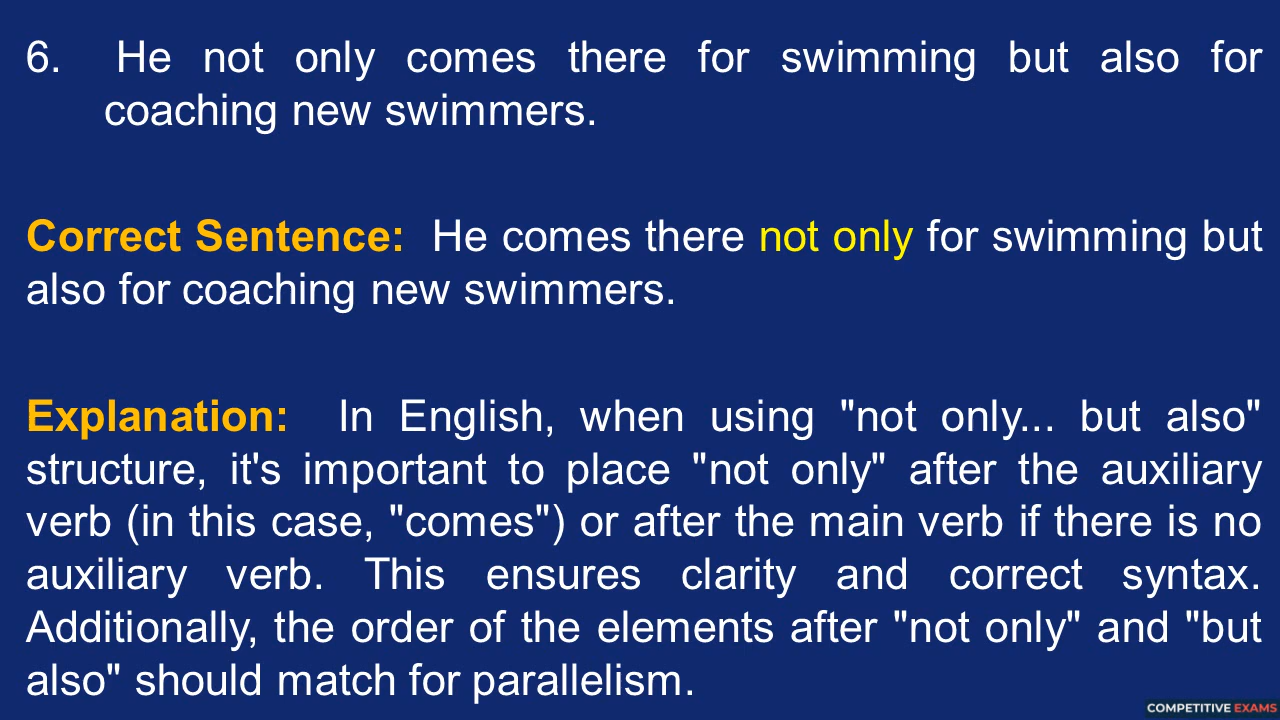 6. He not only comes there for swimming but also for
coaching new swimmers.
Correct Sentence: He comes there not only for swimming but
also for coaching new swimmers.
Explanation: In English, when using "not only... but also"
structure, it's important to place "not only" after the auxiliary
verb (in this case, "comes") or after the main verb if there is no
auxiliary verb. This ensures clarity and correct syntax.
Additionally, the order of the elements after "not only" and "but
also" should match for parallelism.
COMPETITIVE EXAMS